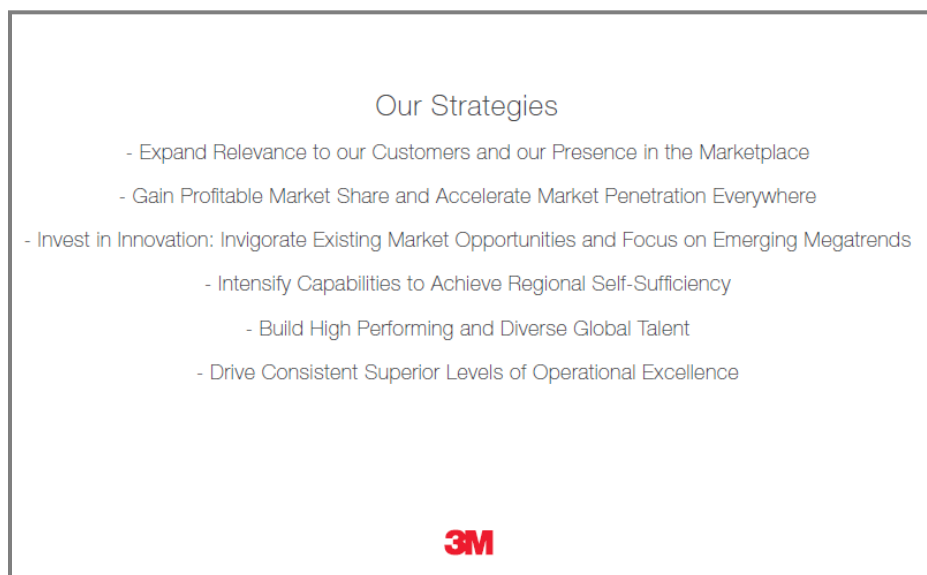 Our Strategies
- Expand Relevance to our Customers and our Presence in the Marketplace
- Gain Profitable Market Share and Accelerate Market Penetration Everywhere
- Invest in Innovation: Invigorate Existing Market Opportunities and Focus on Emerging Megatrends
- Intensify Capabilities to Achieve Regional Self-Sufficiency
- Build High Performing and Diverse Global Talent
- Drive Consistent Superior Levels of Operational Excellence
3M